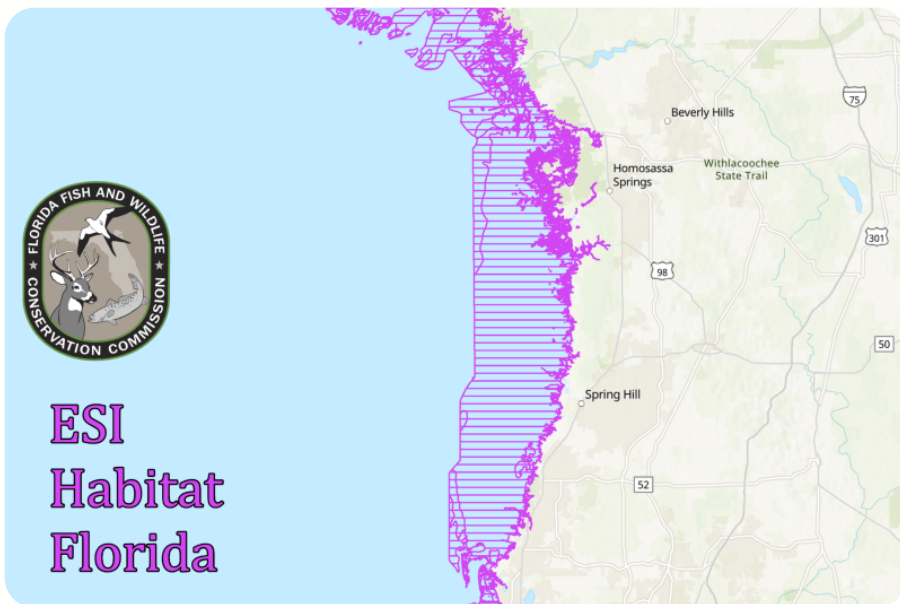 FLORIDA FISH AND WILDLIFE
CONSERVATION COMMISSION
ESI
Habitat
Florida
75
Beverly Hills
Homosassa
Springs
Withlacoochee
State Trail
301
98
50
Spring Hill
52